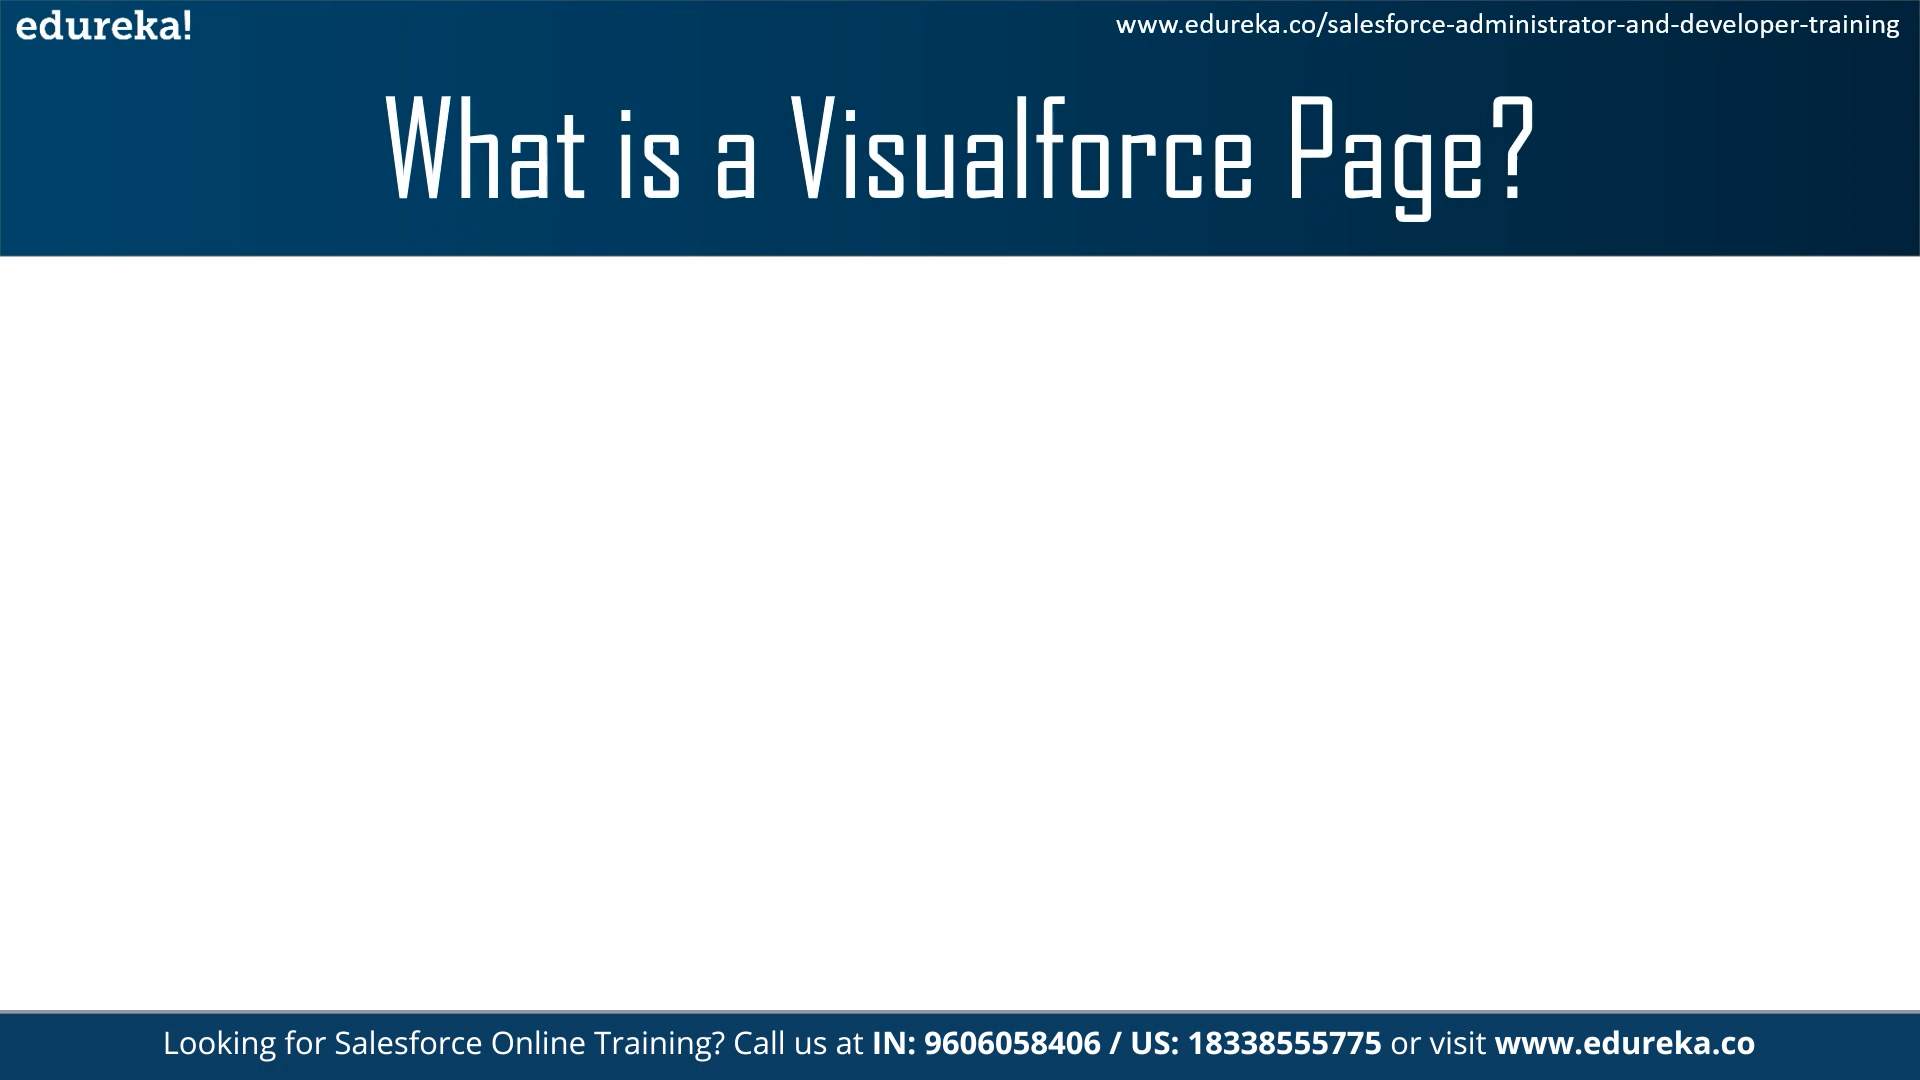 edureka!
www.edureka.co/salesforce-administrator-and-developer-training
What is a Visualforce Page?
Looking for Salesforce Online Training? Call us at IN: 9606058406 / US: 18338555775 or visit www.edureka.co